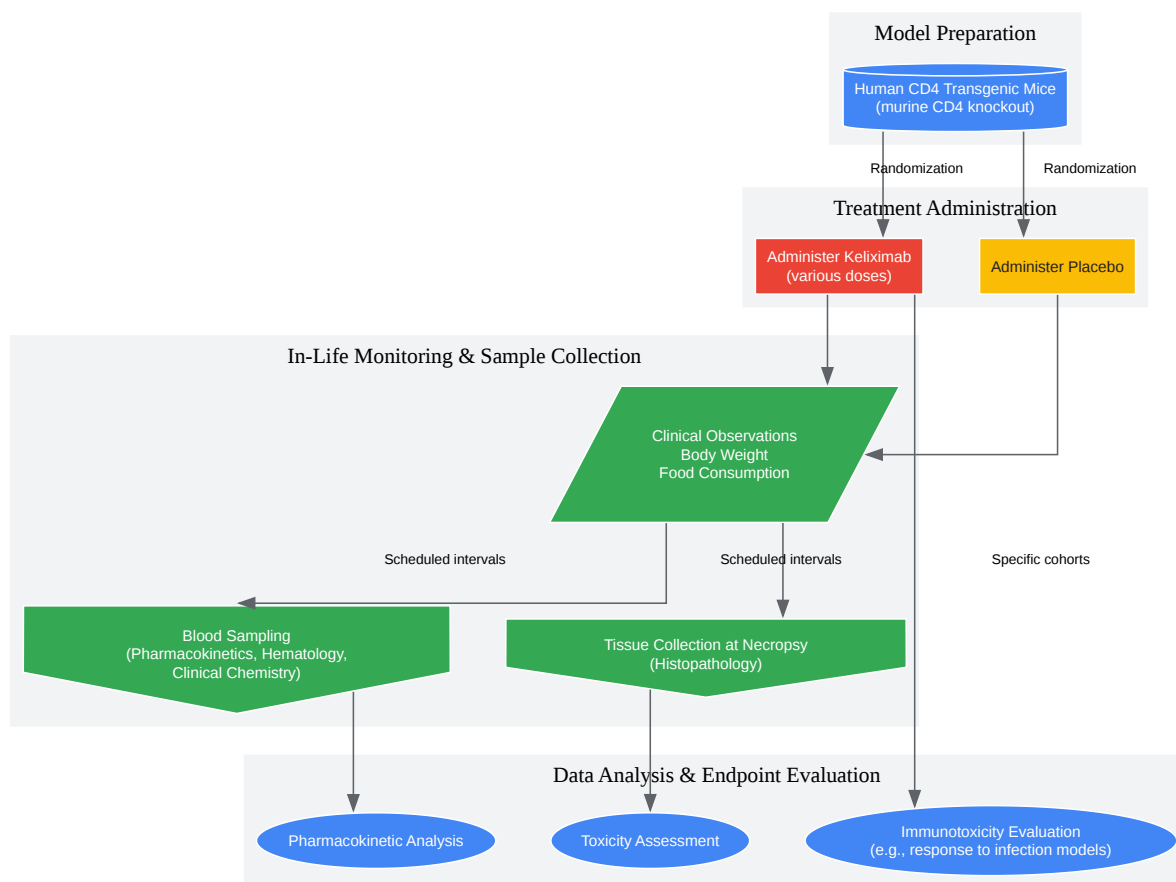 Model Preparation
Human CD4 Transgenic Mice
(murine CD4 knockout)
Randomization
Randomization
Treatment Administration
Administer Keliximab
(various doses)
Administer Placebo
In-Life Monitoring & Sample Collection
Clinical Observations
Body Weight
Food Consumption
Scheduled intervals
Scheduled intervals
Specific cohorts
Blood Sampling
(Pharmacokinetics, Hematology,
Clinical Chemistry)
Tissue Collection at Necropsy
(Histopathology)
Data Analysis & Endpoint Evaluation
Pharmacokinetic Analysis
Toxicity Assessment
Immunotoxicity Evaluation
(e.g., response to infection models)